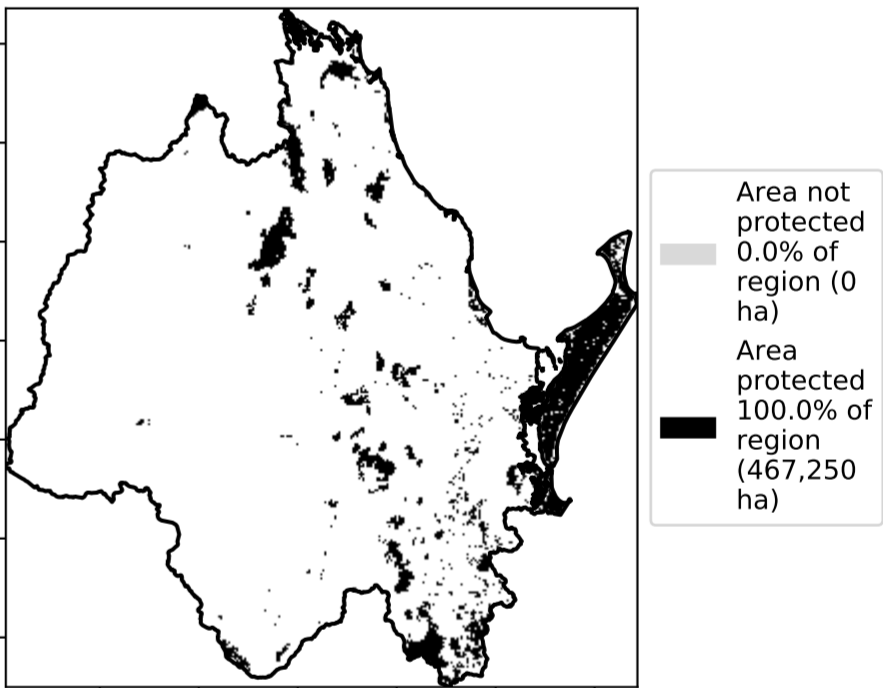 Area not
protected
0.0% of
region (0
ha)
Area
protected
100.0% of
region
(467,250
ha)